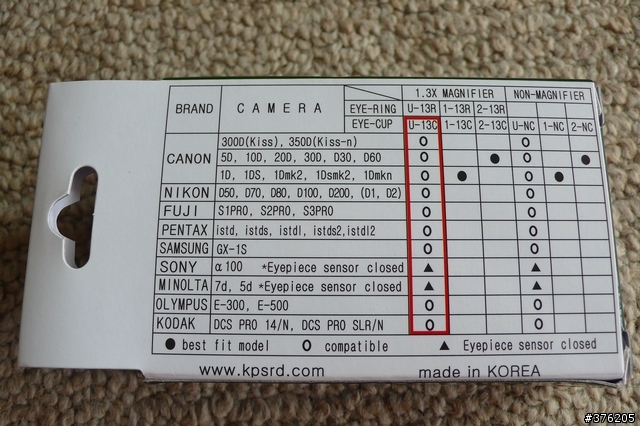 1.3X MAGNIFIER NON-MAGNIFIER
BRAND CAMERA EYE-RING U-13R 1-13R 2-13R
EYE-CUP U-13C 1-13C 2-13C U-NC 1-NC 2-NC
CANON 300D(Kiss), 350D(Kiss-n) O O
5D, 10D, 20D, 30D, D30, D60 O ● O ●
1D, 1DS, 1Dmk2, 1Dsmk2, 1Dmkn O ● O ●
NIKON D50, D70, D80, D100, D200, (D1, D2) O O
FUJI S1PRO, S2PRO, S3PRO O O
PENTAX istd, istds, istdl, istds2,istdl2 O O
SAMSUNG GX-1S O O
SONY α100 *Eyepiece sensor closed ▲ ▲
MINOLTA 7d, 5d *Eyepiece sensor closed ▲ ▲
OLYMPUS E-300, E-500 O O
KODAK DCS PRO 14/N, DCS PRO SLR/N O O
● best fit model O compatible ▲ Eyepiece sensor closed
www.kpsrd.com made in KOREA
#376205